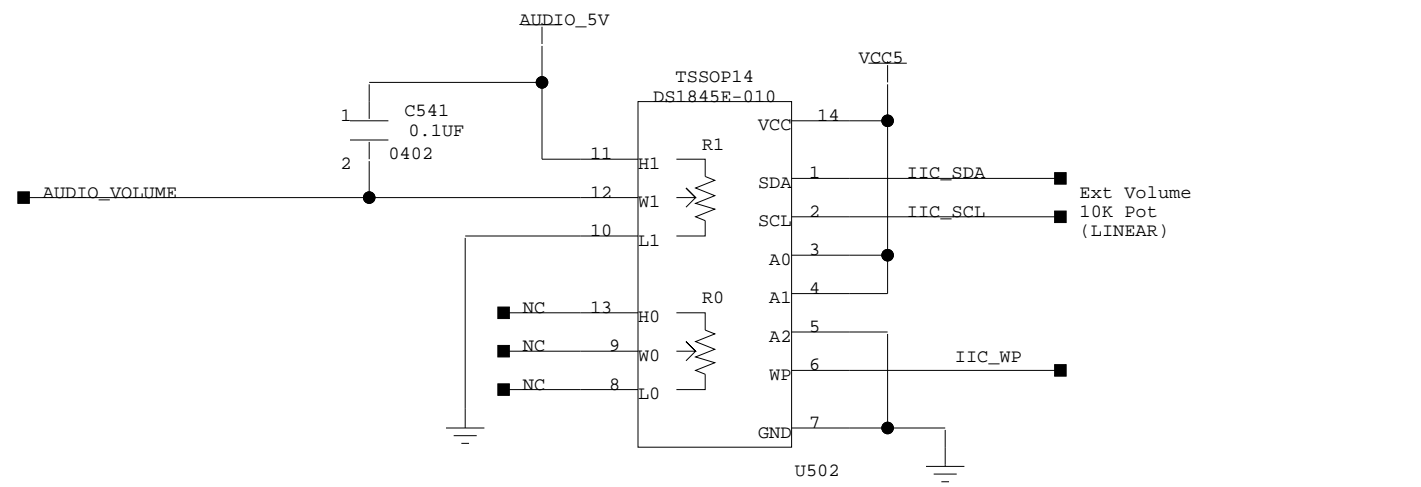 AUDIO_5V
VCC5
TSSOP14
DS1845E-010
1
C541
0.1UF
2
0402
VCC
14
R1
11
H1
SDA
1
IIC_SDA
AUDIO_VOLUME
12
W1
SCL
2
IIC_SCL
Ext Volume
10K Pot
(LINEAR)
10
L1
A0
3
A1
4
R0
NC
13
H0
A2
5
NC
9
W0
WP
6
IIC_WP
NC
8
L0
GND
7
U502